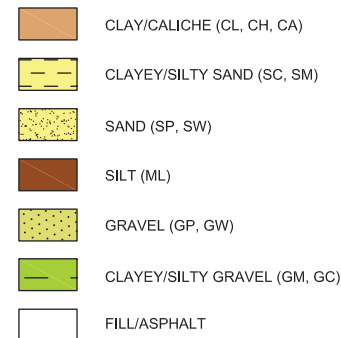 CLAY/CALICHE (CL, CH, CA)
CLAYEY/SILTY SAND (SC, SM)
SAND (SP, SW)
SILT (ML)
GRAVEL (GP, GW)
CLAYEY/SILTY GRAVEL (GM, GC)
FILL/ASPHALT